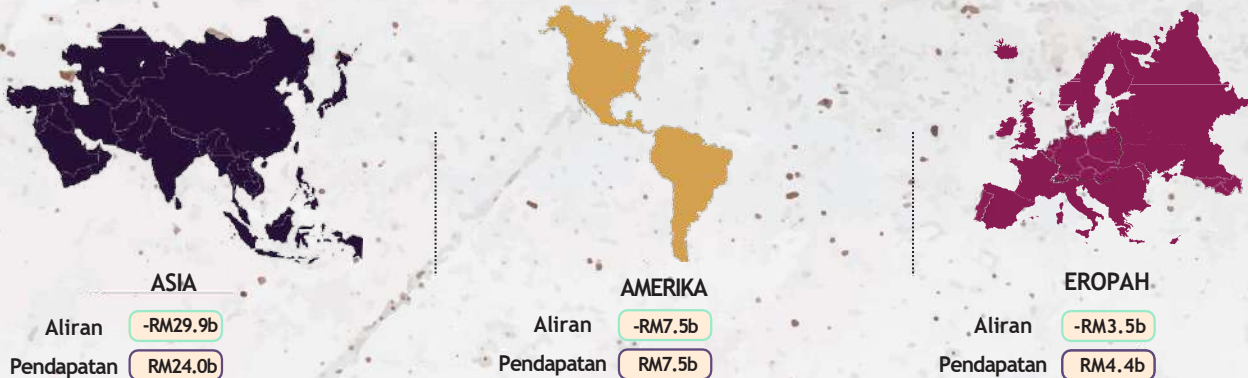 ASIA
Aliran -RM29.9b
Pendapatan RM24.0b
AMERIKA
Aliran -RM7.5b
Pendapatan RM7.5b
EROPAH
Aliran -RM3.5b
Pendapatan RM4.4b